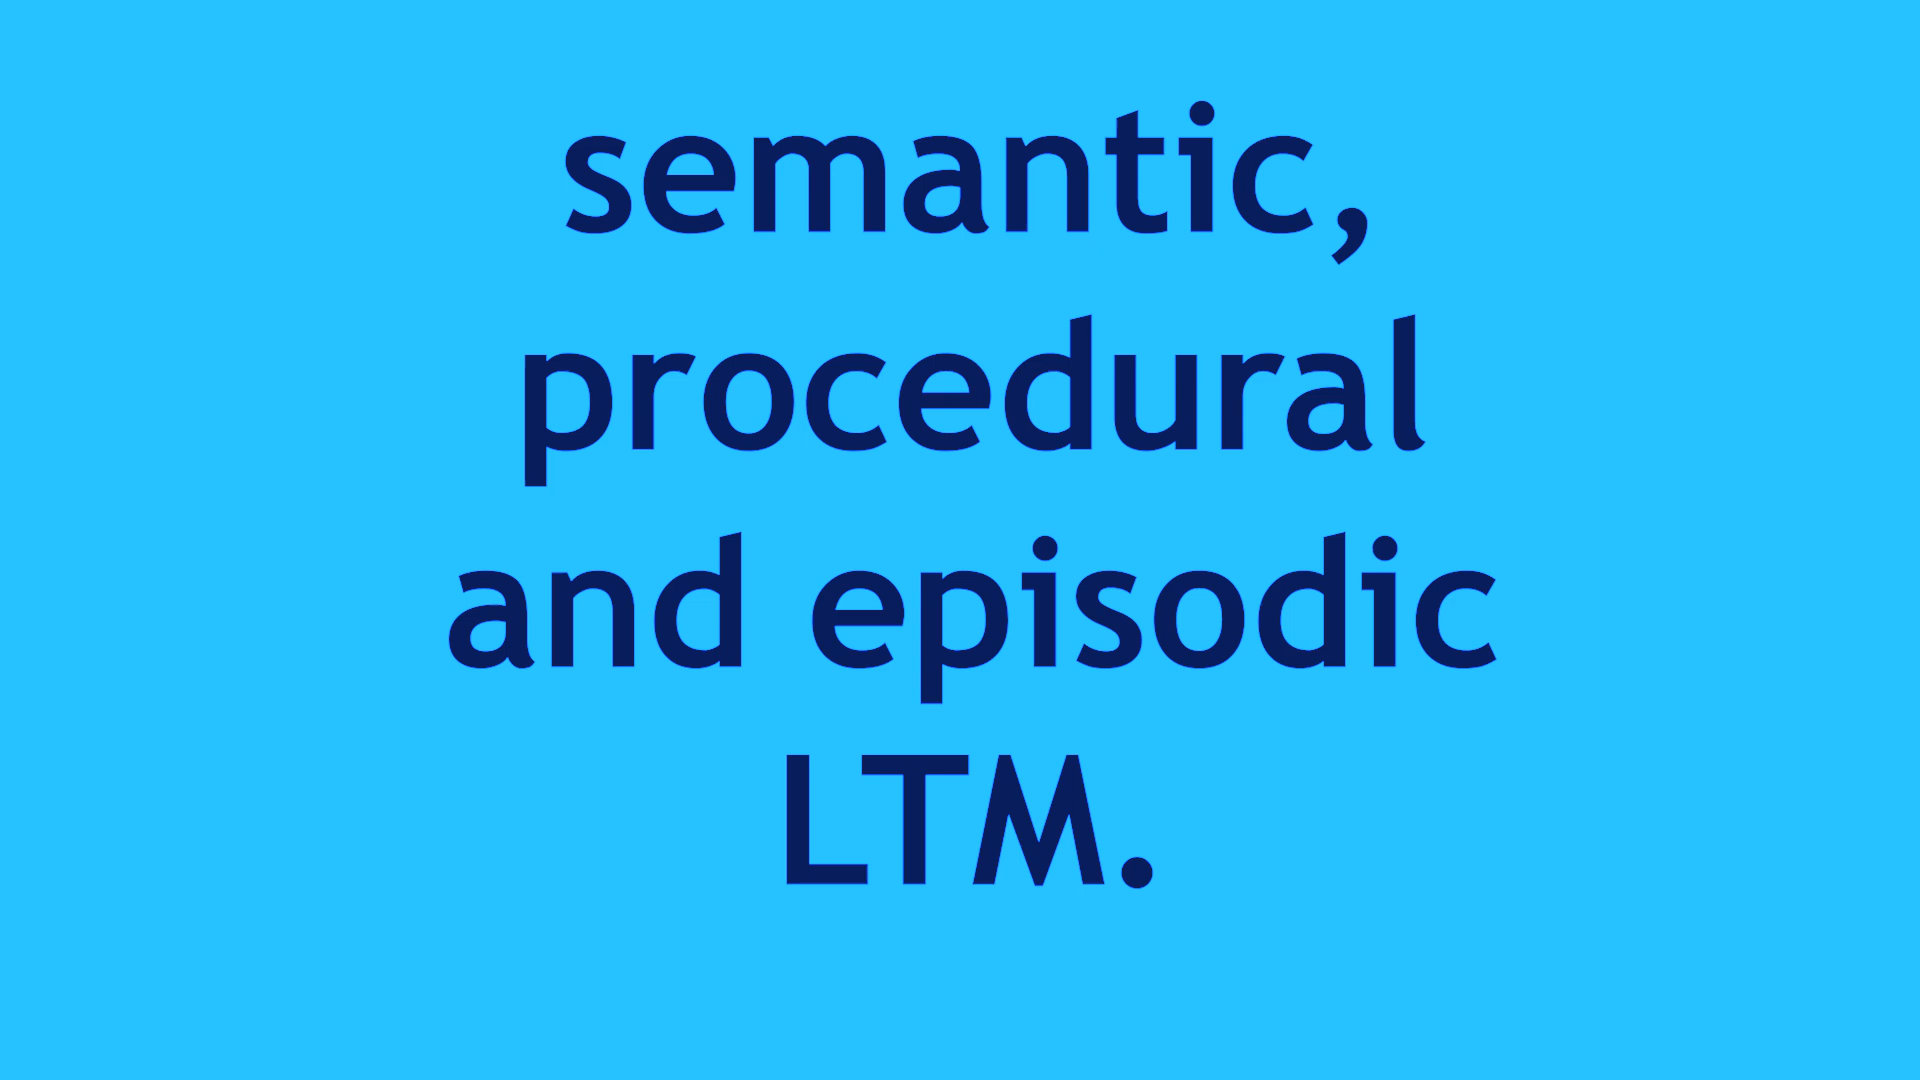 semantic,
procedural
and episodic
LTM.